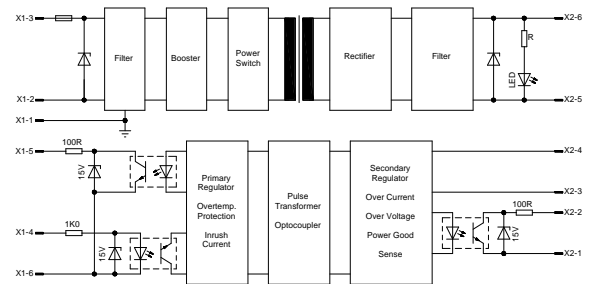 X1-3
X2-6
Filter
Booster
Power
Switch
Rectifier
Filter
R
LED
X1-2
X2-5
X1-1
X1-5
100R
15V
Primary
Regulator
Overtemp.
Protection
Inrush
Current
Pulse
Transformer
Optocoupler
Secondary
Regulator
Over Current
Over Voltage
Power Good
Sense
X2-4
X2-3
100R
X2-2
15V
X2-1
X1-4
1K0
15V
X1-6